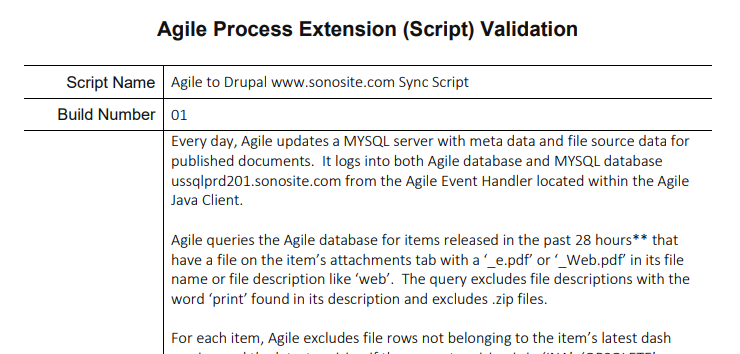 Agile Process Extension (Script) Validation
Script Name Agile to Drupal www.sonosite.com Sync Script
Build Number 01
Every day, Agile updates a MYSQL server with meta data and file source data for
published documents.  It logs into both Agile database and MYSQL database
ussqlprd201.sonosite.com from the Agile Event Handler located within the Agile
Java Client.
Agile queries the Agile database for items released in the past 28 hours** that
have a file on the item’s attachments tab with a ‘_e.pdf’ or ‘_Web.pdf’ in its file
name or file description like ‘web’.  The query excludes file descriptions with the
word ‘print’ found in its description and excludes .zip files.
For each item, Agile excludes file rows not belonging to the item’s latest dash